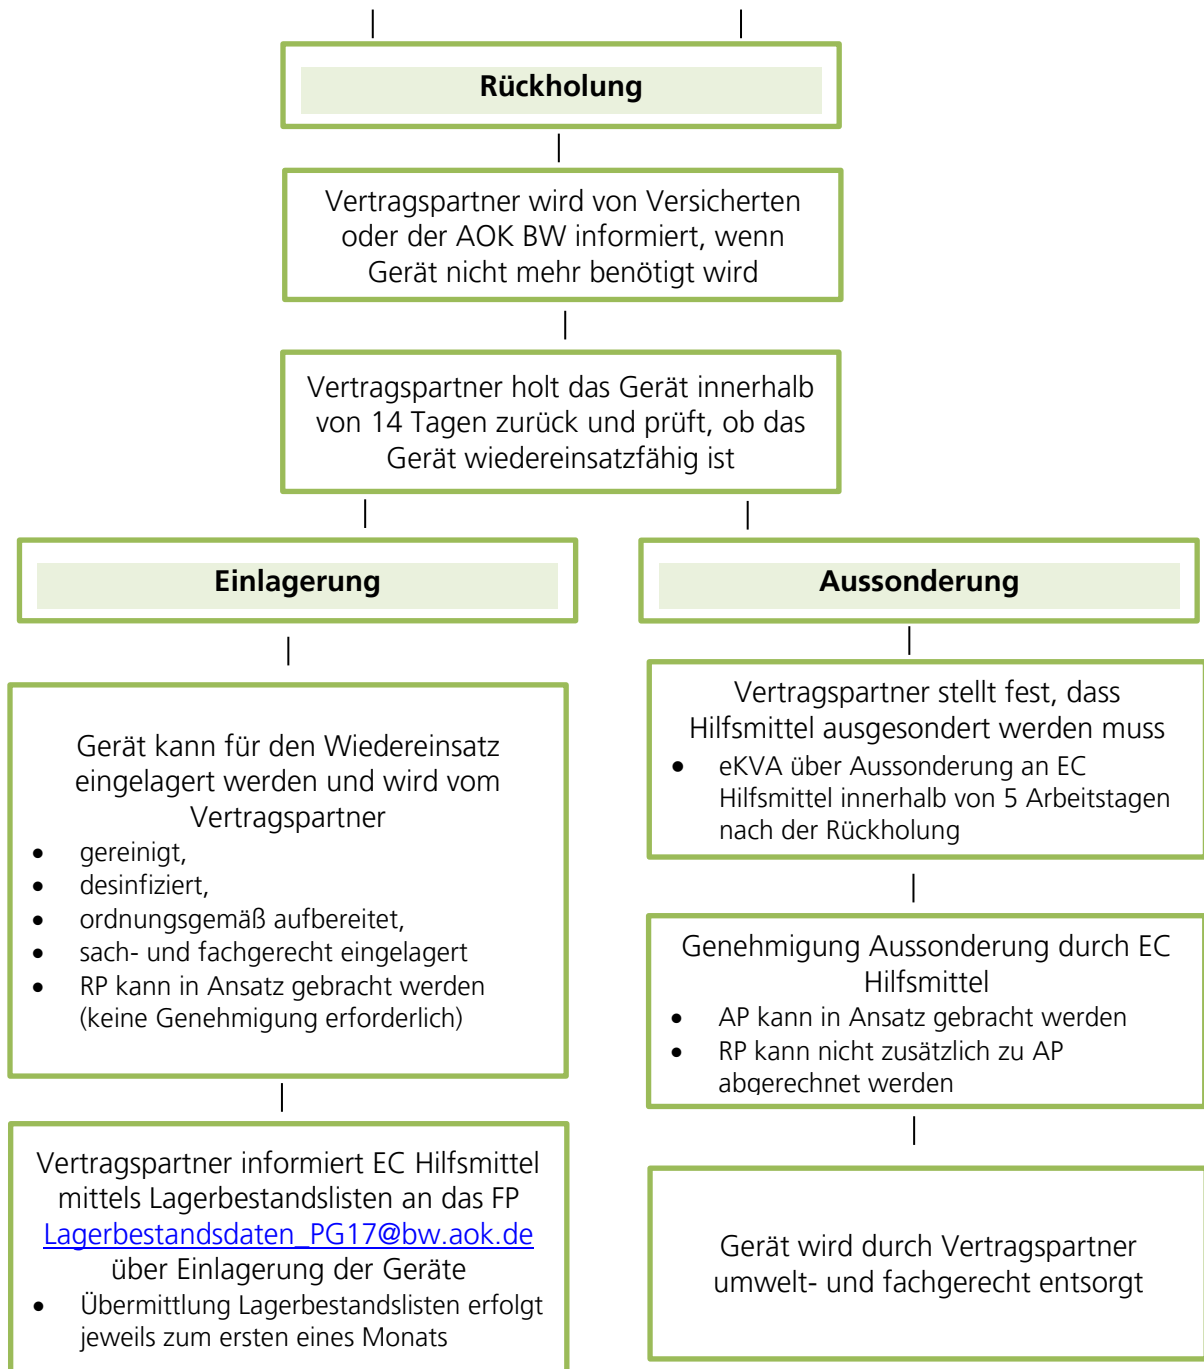 Rückholung
Vertragspartner wird von Versicherten
oder der AOK BW informiert, wenn
Gerät nicht mehr benötigt wird
Vertragspartner holt das Gerät innerhalb
von 14 Tagen zurück und prüft, ob das
Gerät wiedereinsatzfähig ist
Einlagerung
Gerät kann für den Wiedereinsatz
eingelagert werden und wird vom
Vertragspartner
• gereinigt,
• desinfiziert,
• ordnungsgemäß aufbereitet,
• sach- und fachgerecht eingelagert
• RP kann in Ansatz gebracht werden
(keine Genehmigung erforderlich)
Vertragspartner informiert EC Hilfsmittel
mittels Lagerbestandslisten an das FP
Lagerbestandsdaten_PG17@bw.aok.de
über Einlagerung der Geräte
• Übermittlung Lagerbestandslisten erfolgt
jeweils zum ersten eines Monats
Aussonderung
Vertragspartner stellt fest, dass
Hilfsmittel ausgesondert werden muss
• eKVA über Aussonderung an EC
Hilfsmittel innerhalb von 5 Arbeitstagen
nach der Rückholung
Genehmigung Aussonderung durch EC
Hilfsmittel
• AP kann in Ansatz gebracht werden
• RP kann nicht zusätzlich zu AP
abgerechnet werden
Gerät wird durch Vertragspartner
umwelt- und fachgerecht entsorgt